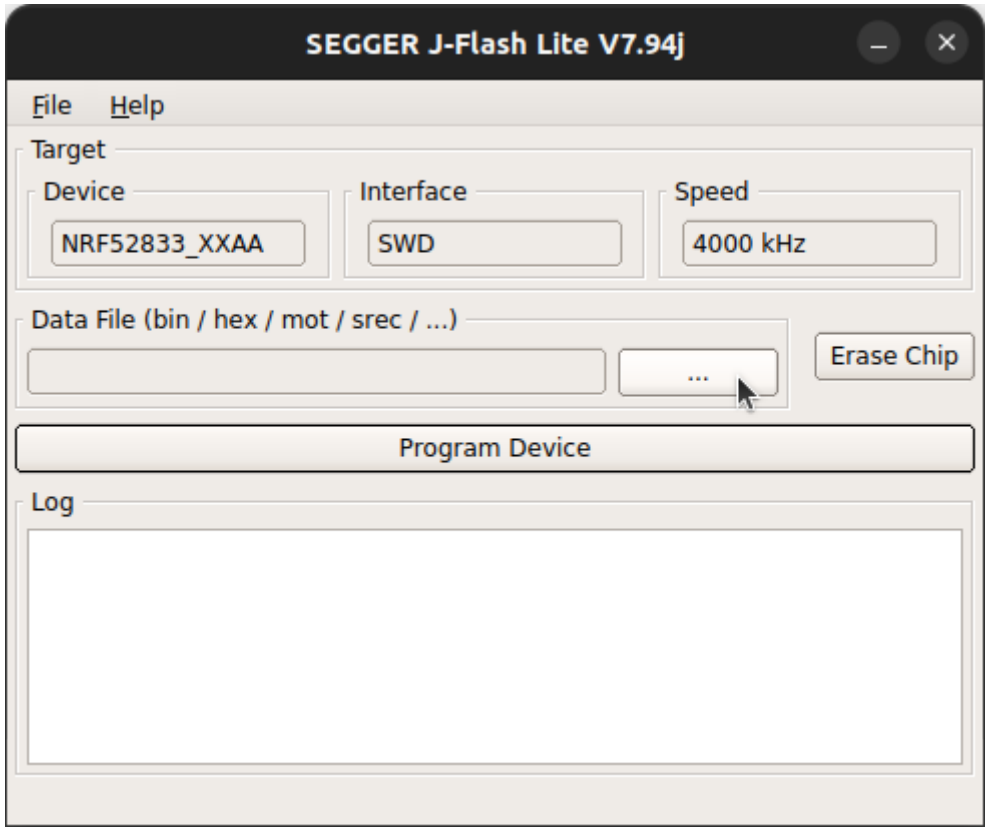 SEGGER J-Flash Lite V7.94j
File Help
Target
Device Interface Speed
NRF52833_XXAA SWD 4000 kHz
Data File (bin / hex / mot / srec / ...)
... Erase Chip
Program Device
Log